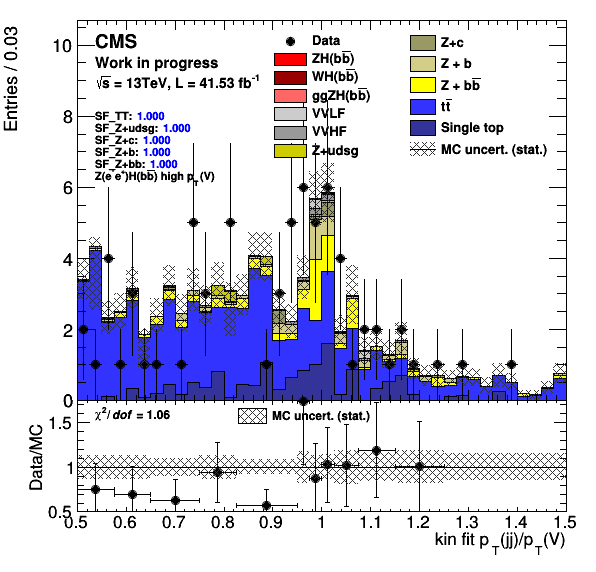 CMS
Work in progress
√s = 13TeV, L = 41.53 fb⁻¹
SF_TT: 1.000
SF_Z+udsg: 1.000
SF_Z+c: 1.000
SF_Z+b: 1.000
SF_Z+bb: 1.000
Z(e⁻e⁺)H(bb̅) high p_T(V)
Data
ZH(bb̅)
WH(bb̅)
ggZH(bb̅)
VVLF
VVHF
Z+udsg
Z+c
Z + b
Z + bb̅
tt̅
Single top
MC uncert. (stat.)
Entries / 0.03
10
8
6
4
2
0
χ²/dof = 1.06
MC uncert. (stat.)
Data/MC
1.5
1
0.5
0.5 0.6 0.7 0.8 0.9 1 1.1 1.2 1.3 1.4 1.5
kin fit p_T(jj)/p_T(V)